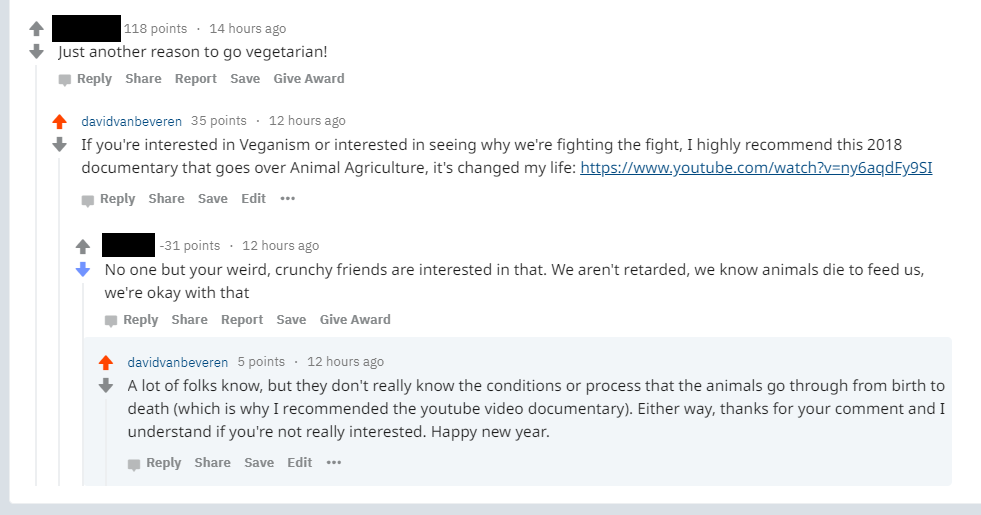 118 points · 14 hours ago
Just another reason to go vegetarian!
Reply Share Report Save Give Award
davidvanbeveren 35 points · 12 hours ago
If you're interested in Veganism or interested in seeing why we're fighting the fight, I highly recommend this 2018
documentary that goes over Animal Agriculture, it's changed my life: https://www.youtube.com/watch?v=ny6aqdFy9SI
Reply Share Save Edit •••
-31 points · 12 hours ago
No one but your weird, crunchy friends are interested in that. We aren't retarded, we know animals die to feed us,
we're okay with that
Reply Share Report Save Give Award
davidvanbeveren 5 points · 12 hours ago
A lot of folks know, but they don't really know the conditions or process that the animals go through from birth to
death (which is why I recommended the youtube video documentary). Either way, thanks for your comment and I
understand if you're not really interested. Happy new year.
Reply Share Save Edit •••